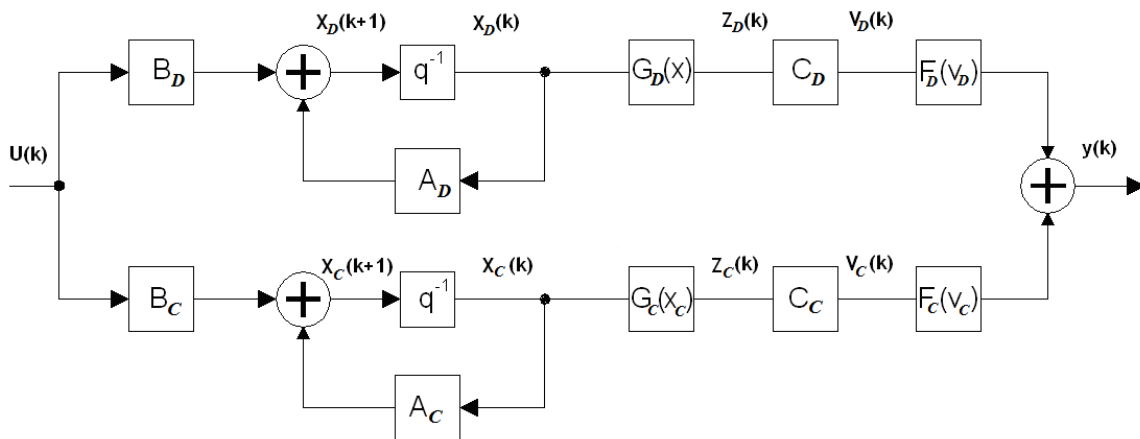 X_D(k+1) X_D(k) Z_D(k) V_D(k)
B_D + q⁻¹ G_D(x) C_D F_D(v_D)
U(k) A_D + y(k)
X_C(k+1) X_C(k) Z_C(k) V_C(k)
B_C + q⁻¹ G_C(x_C) C_C F_C(v_C)
A_C